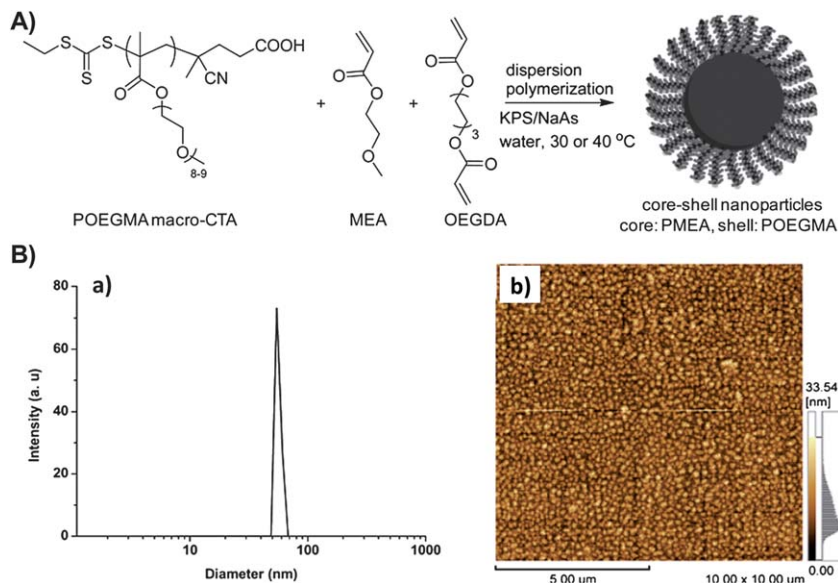 A)
S
S
S
COOH
CN
O
O
O
8-9
POEGMA macro-CTA
+
O
O
O
MEA
+
O
O
3
O
O
OEGDA
dispersion
polymerization
KPS/NaAs
water, 30 or 40 °C
core-shell nanoparticles
core: PMEA, shell: POEGMA
B)
a)
80
60
40
20
0
Intensity (a. u)
10
100
1000
Diameter (nm)
b)
33.54
[nm]
0.00
5.00 um
10.00 x 10.00 um